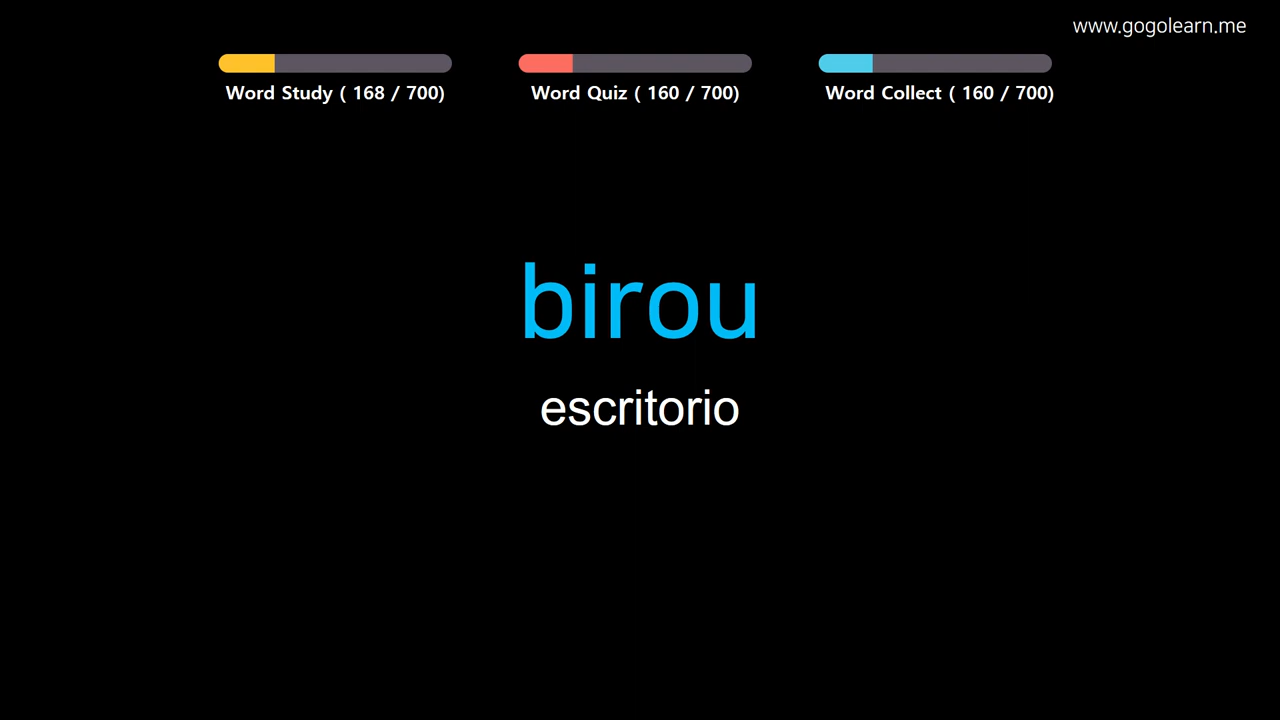 www.gogolearn.me
Word Study ( 168 / 700)
Word Quiz ( 160 / 700)
Word Collect ( 160 / 700)
birou
escritorio